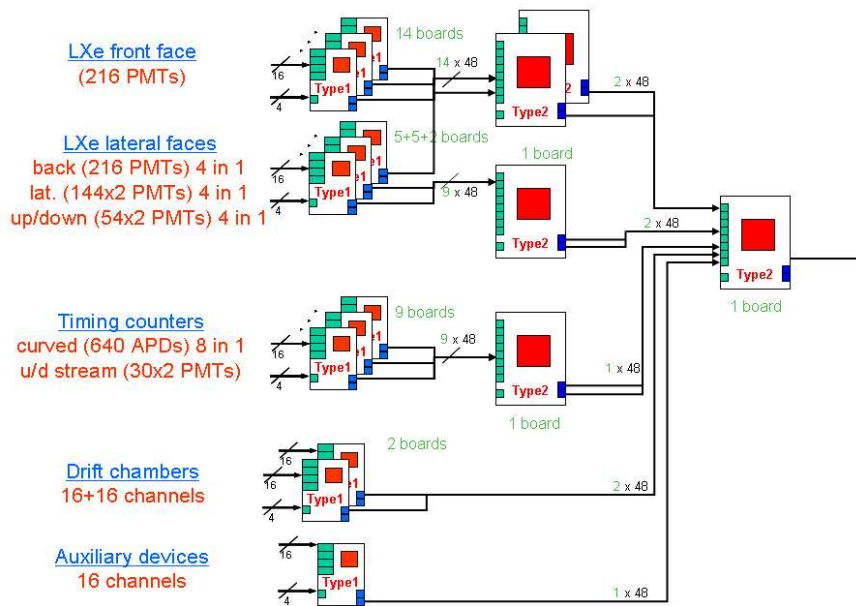 LXe front face
(216 PMTs)
16
4
Type1
14 boards
14 x 48
Type2
2
2 x 48
LXe lateral faces
back (216 PMTs) 4 in 1
lat. (144x2 PMTs) 4 in 1
up/down (54x2 PMTs) 4 in 1
16
4
Type1
5+5+2 boards
9 x 48
1 board
Type2
2 x 48
Type2
1 board
Timing counters
curved (640 APDs) 8 in 1
u/d stream (30x2 PMTs)
16
4
Type1
9 boards
9 x 48
Type2
1 board
1 x 48
Drift chambers
16+16 channels
16
16
4
Type1
2 boards
2 x 48
Auxiliary devices
16 channels
16
4
Type1
1 x 48